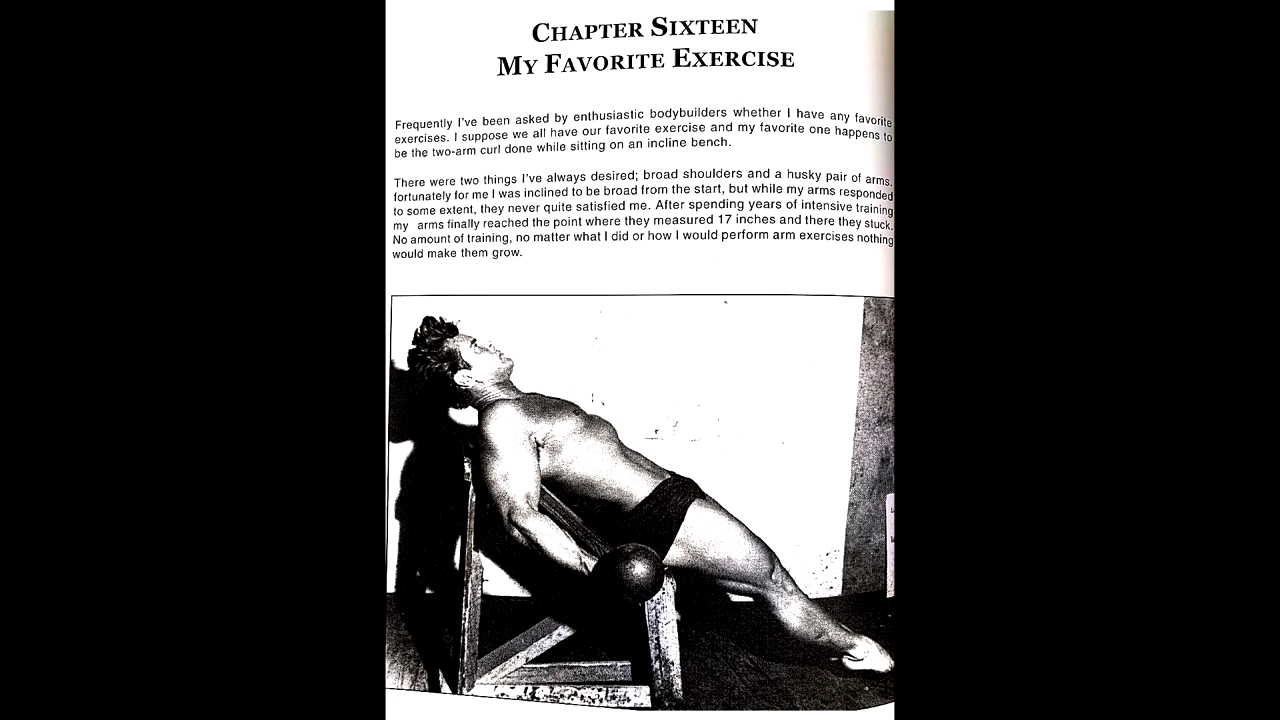 CHAPTER SIXTEEN
MY FAVORITE EXERCISE
Frequently I've been asked by enthusiastic bodybuilders whether I have any favorite
exercises. I suppose we all have our favorite exercise and my favorite one happens to
be the two-arm curl done while sitting on an incline bench.
There were two things I've always desired; broad shoulders and a husky pair of arms.
fortunately for me I was inclined to be broad from the start, but while my arms responded
to some extent, they never quite satisfied me. After spending years of intensive training
my arms finally reached the point where they measured 17 inches and there they stuck.
No amount of training, no matter what I did or how I would perform arm exercises nothing
would make them grow.